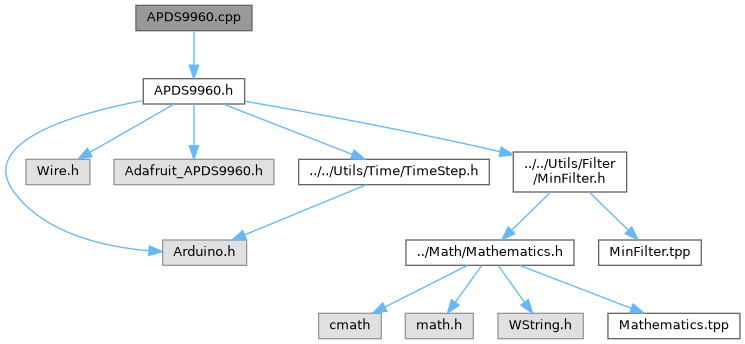 APDS9960.cpp
APDS9960.h
Wire.h
Adafruit_APDS9960.h
../../Utils/Time/TimeStep.h
../../Utils/Filter
/MinFilter.h
Arduino.h
../Math/Mathematics.h
MinFilter.tpp
cmath
math.h
WString.h
Mathematics.tpp